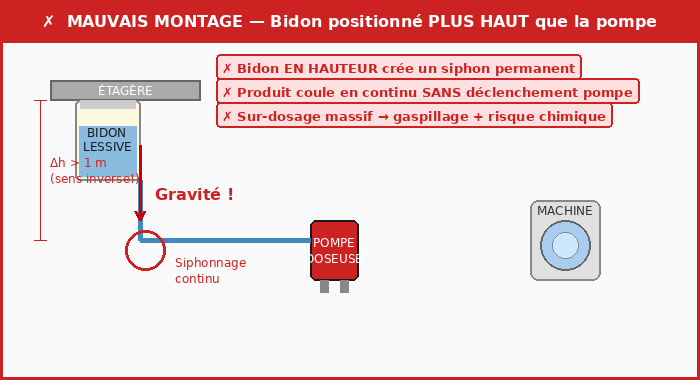 ✗ MAUVAIS MONTAGE — Bidon positionné PLUS HAUT que la pompe
✗ Bidon EN HAUTEUR crée un siphon permanent
✗ Produit coule en continu SANS déclenchement pompe
✗ Sur-dosage massif → gaspillage + risque chimique
ÉTAGÈRE
BIDON
LESSIVE
Δh > 1 m
(sens inverse!)
Gravité !
Siphonnage
continu
POMPE
DOSEUSE
MACHINE